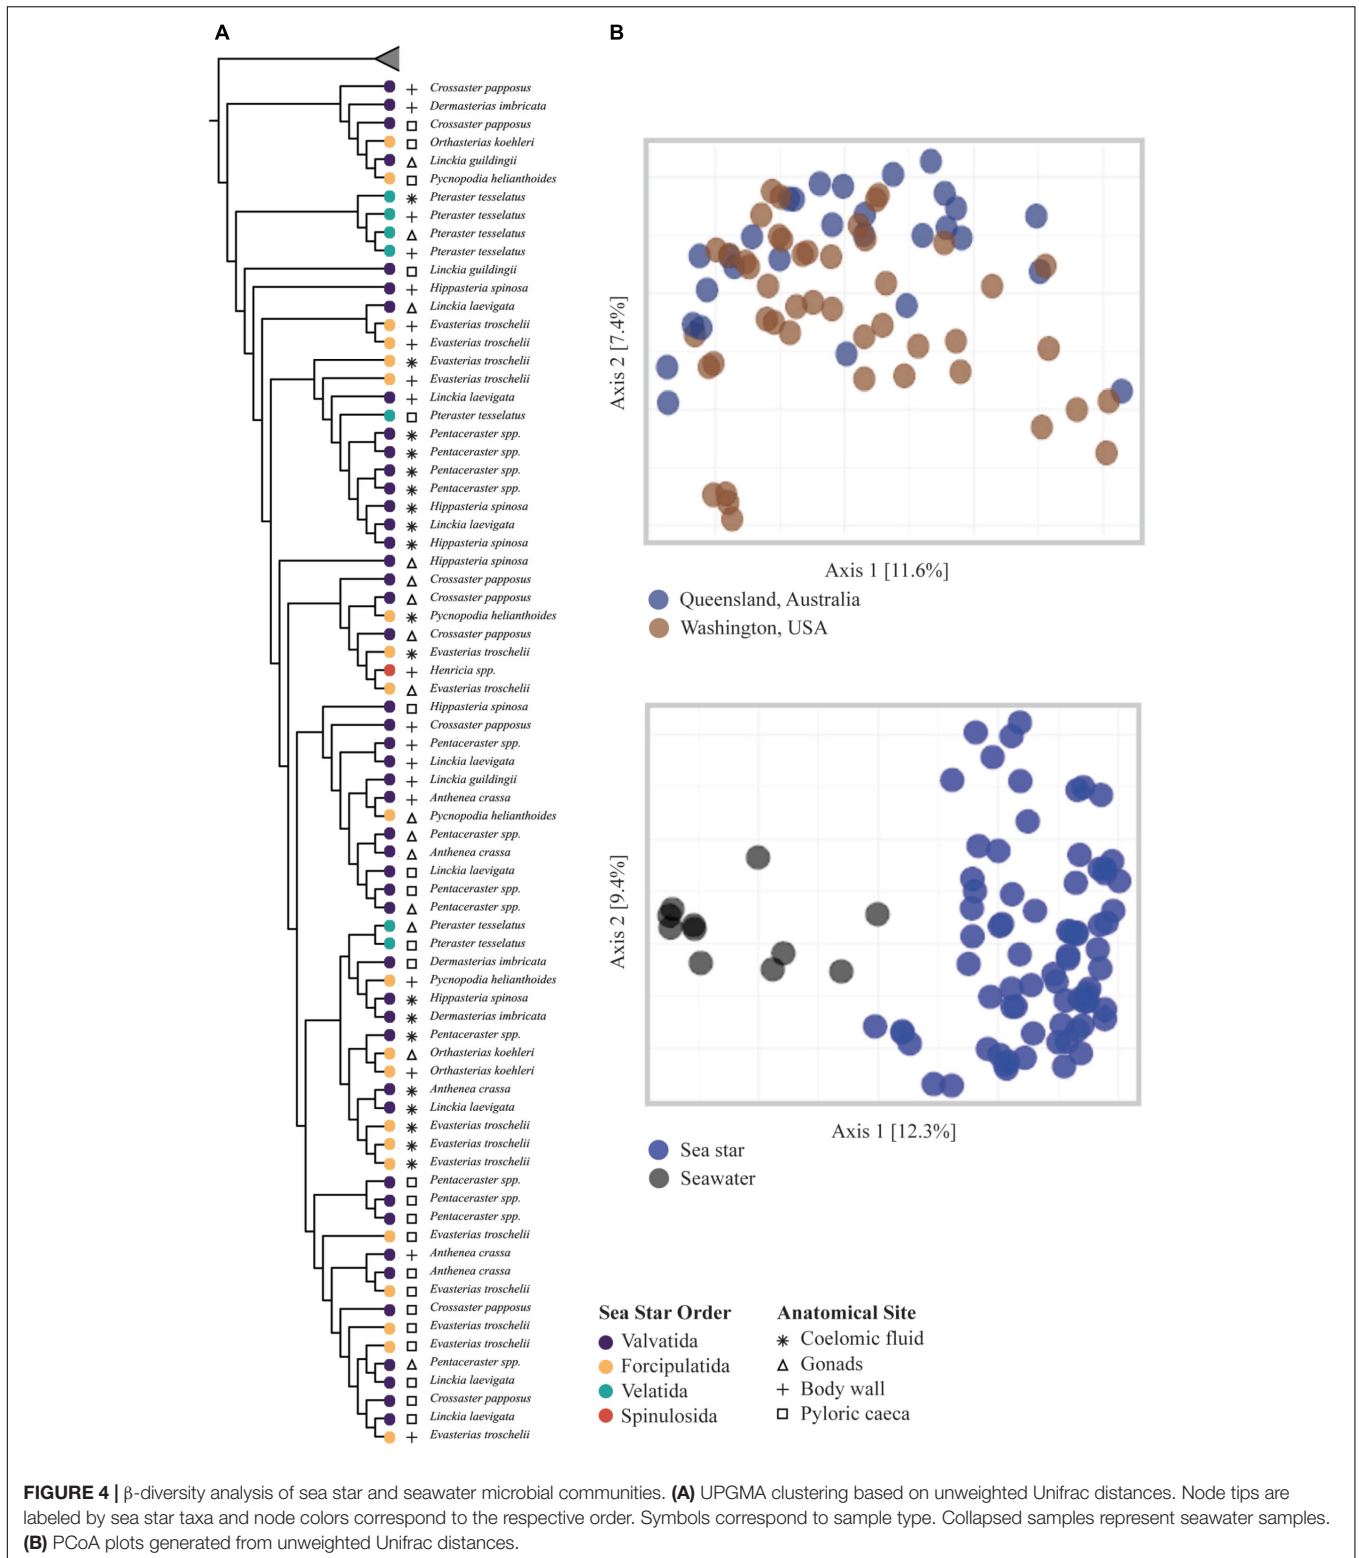 A
B
Crossaster papposus
Dermasterias imbricata
Crossaster papposus
Orthasterias koehleri
Linckia guildingii
Pycnopodia helianthoides
Pteraster tesselatus
Pteraster tesselatus
Pteraster tesselatus
Pteraster tesselatus
Linckia guildingii
Hippasteria spinosa
Linckia laevigata
Evasterias troschelii
Evasterias troschelii
Evasterias troschelii
Evasterias troschelii
Linckia laevigata
Pteraster tesselatus
Pentaceraster spp.
Pentaceraster spp.
Pentaceraster spp.
Pentaceraster spp.
Hippasteria spinosa
Linckia laevigata
Hippasteria spinosa
Hippasteria spinosa
Crossaster papposus
Crossaster papposus
Pycnopodia helianthoides
Crossaster papposus
Evasterias troschelii
Henricia spp.
Evasterias troschelii
Hippasteria spinosa
Crossaster papposus
Pentaceraster spp.
Linckia laevigata
Linckia guildingii
Anthenea crassa
Pycnopodia helianthoides
Pentaceraster spp.
Anthenea crassa
Linckia laevigata
Pentaceraster spp.
Pentaceraster spp.
Pteraster tesselatus
Pteraster tesselatus
Dermasterias imbricata
Pycnopodia helianthoides
Hippasteria spinosa
Dermasterias imbricata
Pentaceraster spp.
Orthasterias koehleri
Orthasterias koehleri
Anthenea crassa
Linckia laevigata
Evasterias troschelii
Evasterias troschelii
Evasterias troschelii
Pentaceraster spp.
Pentaceraster spp.
Pentaceraster spp.
Evasterias troschelii
Anthenea crassa
Anthenea crassa
Evasterias troschelii
Crossaster papposus
Evasterias troschelii
Evasterias troschelii
Pentaceraster spp.
Linckia laevigata
Crossaster papposus
Linckia laevigata
Evasterias troschelii
Axis 2 [7.4%]
Axis 1 [11.6%]
Queensland, Australia
Washington, USA
Axis 2 [9.4%]
Axis 1 [12.3%]
Sea star
Seawater
Sea Star Order
Valvatida
Forcipulatida
Velatida
Spinulosida
Anatomical Site
Coelomic fluid
Gonads
Body wall
Pyloric caeca
FIGURE 4 | β-diversity analysis of sea star and seawater microbial communities. (A) UPGMA clustering based on unweighted Unifrac distances. Node tips are
labeled by sea star taxa and node colors correspond to the respective order. Symbols correspond to sample type. Collapsed samples represent seawater samples.
(B) PCoA plots generated from unweighted Unifrac distances.